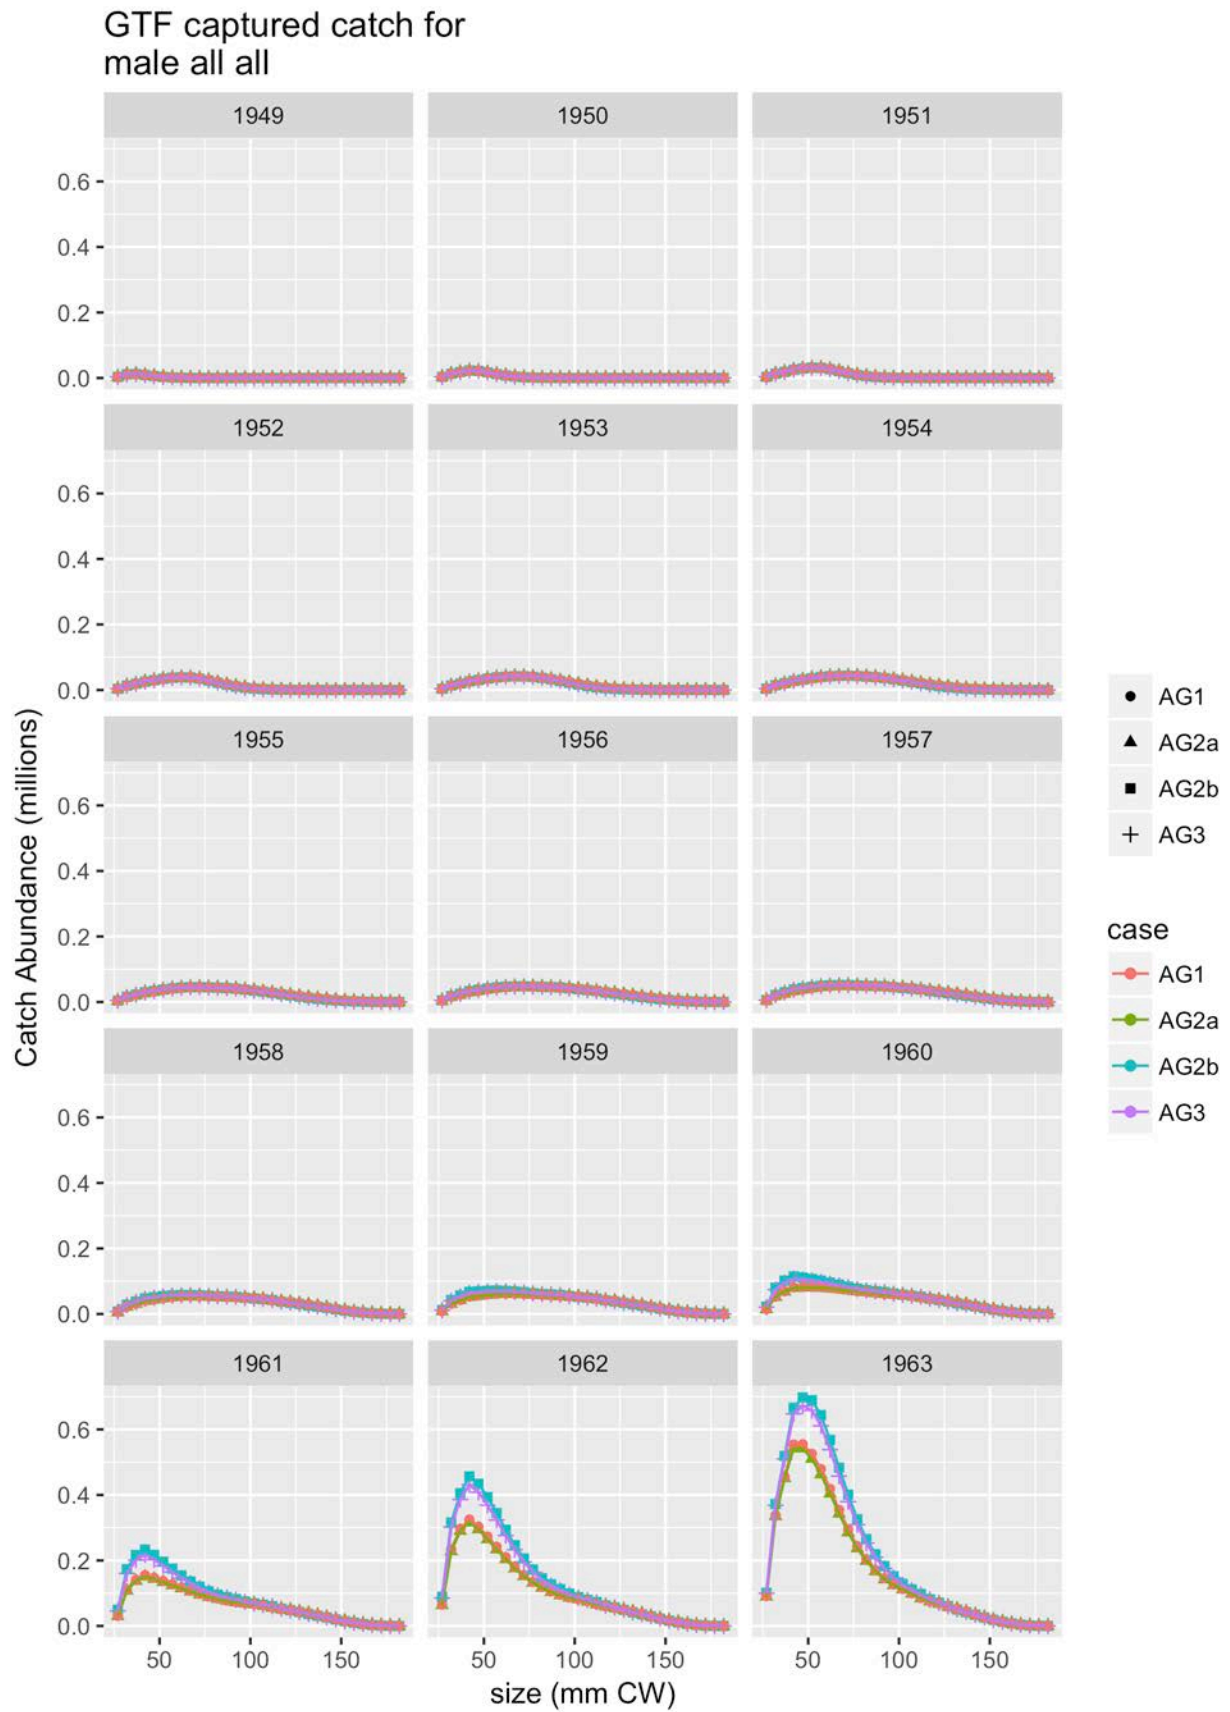 GTF captured catch for
male all all
1949 1950 1951
0.6
0.4
0.2
0.0
1952 1953 1954
0.6
0.4
0.2
0.0
1955 1956 1957
0.6
0.4
0.2
0.0
1958 1959 1960
0.6
0.4
0.2
0.0
1961 1962 1963
0.6
0.4
0.2
0.0
50 100 150 50 100 150 50 100 150
size (mm CW)
Catch Abundance (millions)
AG1
AG2a
AG2b
AG3
case
AG1
AG2a
AG2b
AG3